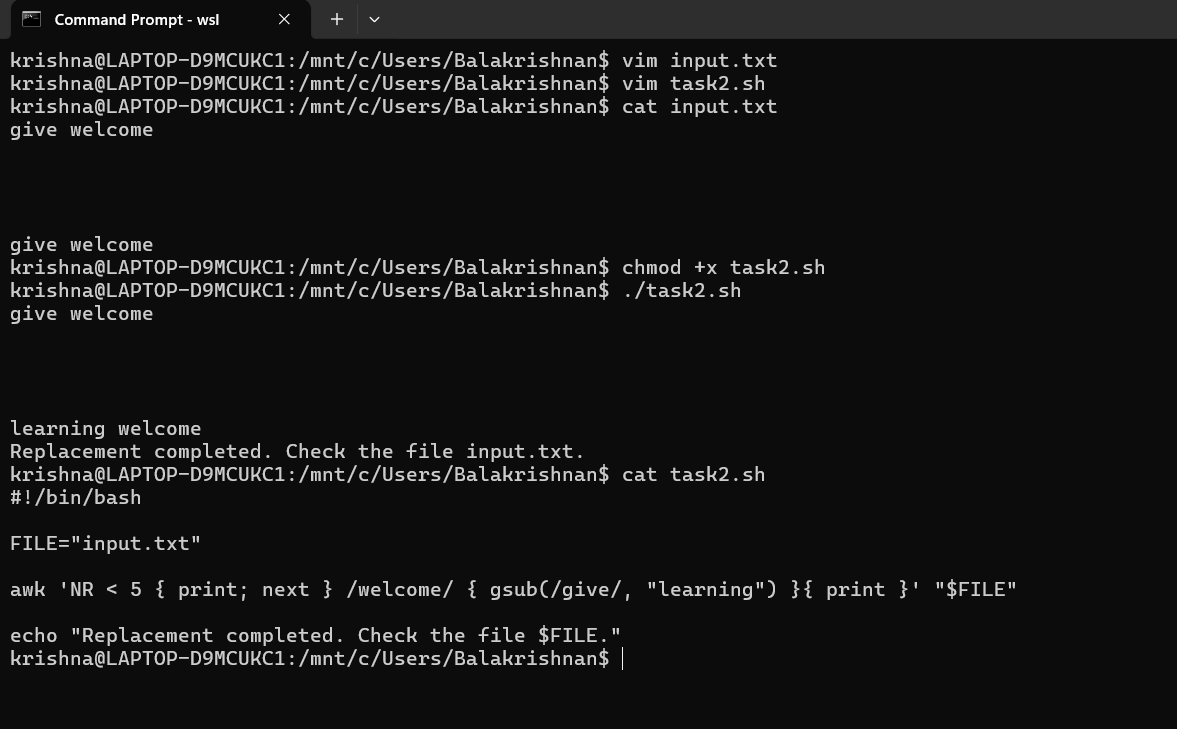 Command Prompt - wsl
krishna@LAPTOP-D9MCUKC1:/mnt/c/Users/Balakrishnan$ vim input.txt
krishna@LAPTOP-D9MCUKC1:/mnt/c/Users/Balakrishnan$ vim task2.sh
krishna@LAPTOP-D9MCUKC1:/mnt/c/Users/Balakrishnan$ cat input.txt
give welcome
give welcome
krishna@LAPTOP-D9MCUKC1:/mnt/c/Users/Balakrishnan$ chmod +x task2.sh
krishna@LAPTOP-D9MCUKC1:/mnt/c/Users/Balakrishnan$ ./task2.sh
give welcome
learning welcome
Replacement completed. Check the file input.txt.
krishna@LAPTOP-D9MCUKC1:/mnt/c/Users/Balakrishnan$ cat task2.sh
#!/bin/bash
FILE="input.txt"
awk 'NR < 5 { print; next } /welcome/ { gsub(/give/, "learning") }{ print }' "$FILE"
echo "Replacement completed. Check the file $FILE."
krishna@LAPTOP-D9MCUKC1:/mnt/c/Users/Balakrishnan$